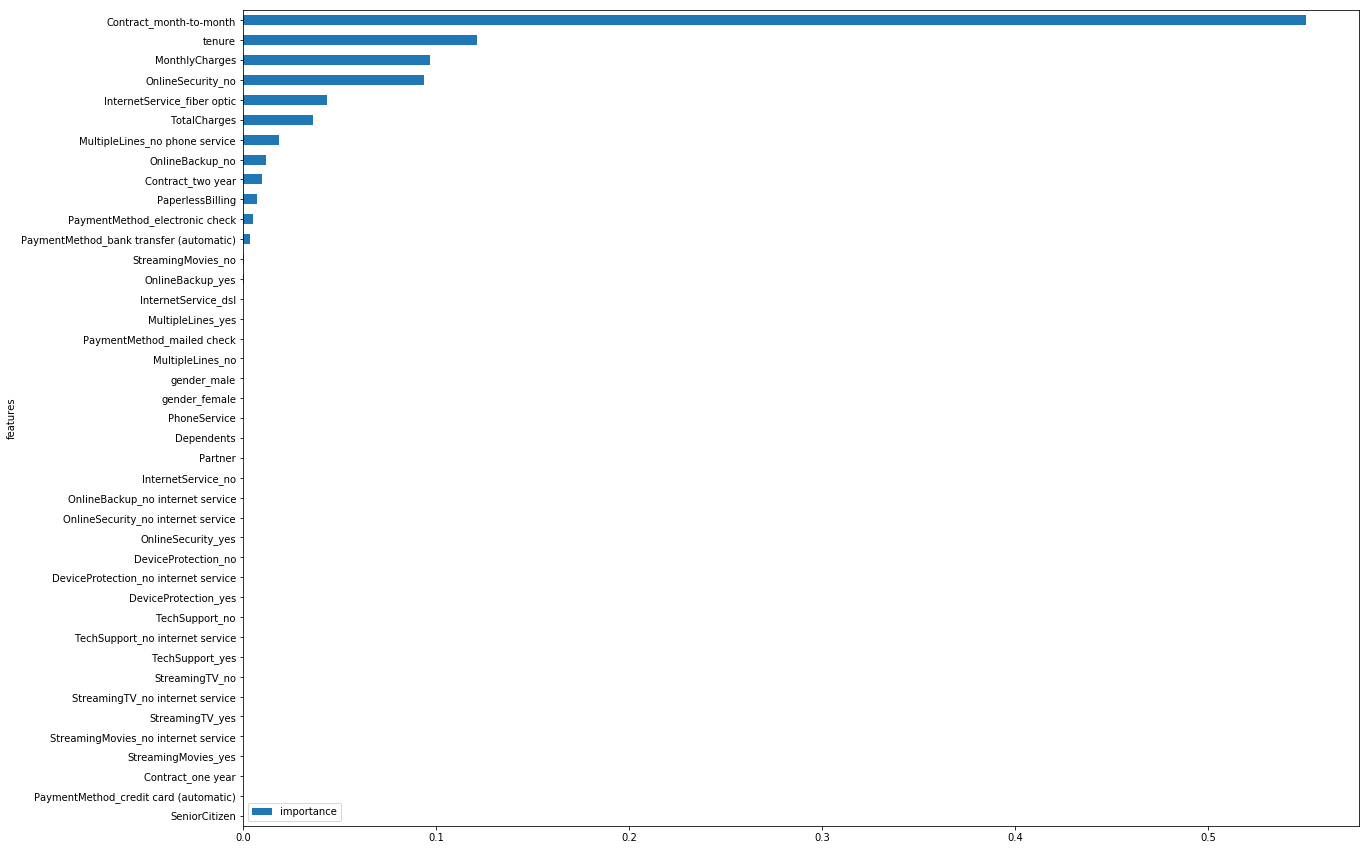 Contract_month-to-month
tenure
MonthlyCharges
OnlineSecurity_no
InternetService_fiber optic
TotalCharges
MultipleLines_no phone service
OnlineBackup_no
Contract_two year
PaperlessBilling
PaymentMethod_electronic check
PaymentMethod_bank transfer (automatic)
StreamingMovies_no
OnlineBackup_yes
InternetService_dsl
MultipleLines_yes
PaymentMethod_mailed check
MultipleLines_no
gender_male
gender_female
PhoneService
Dependents
Partner
InternetService_no
OnlineBackup_no internet service
OnlineSecurity_no internet service
OnlineSecurity_yes
DeviceProtection_no
DeviceProtection_no internet service
DeviceProtection_yes
TechSupport_no
TechSupport_no internet service
TechSupport_yes
StreamingTV_no
StreamingTV_no internet service
StreamingTV_yes
StreamingMovies_no internet service
StreamingMovies_yes
Contract_one year
PaymentMethod_credit card (automatic)
SeniorCitizen
features
importance
0.0 0.1 0.2 0.3 0.4 0.5